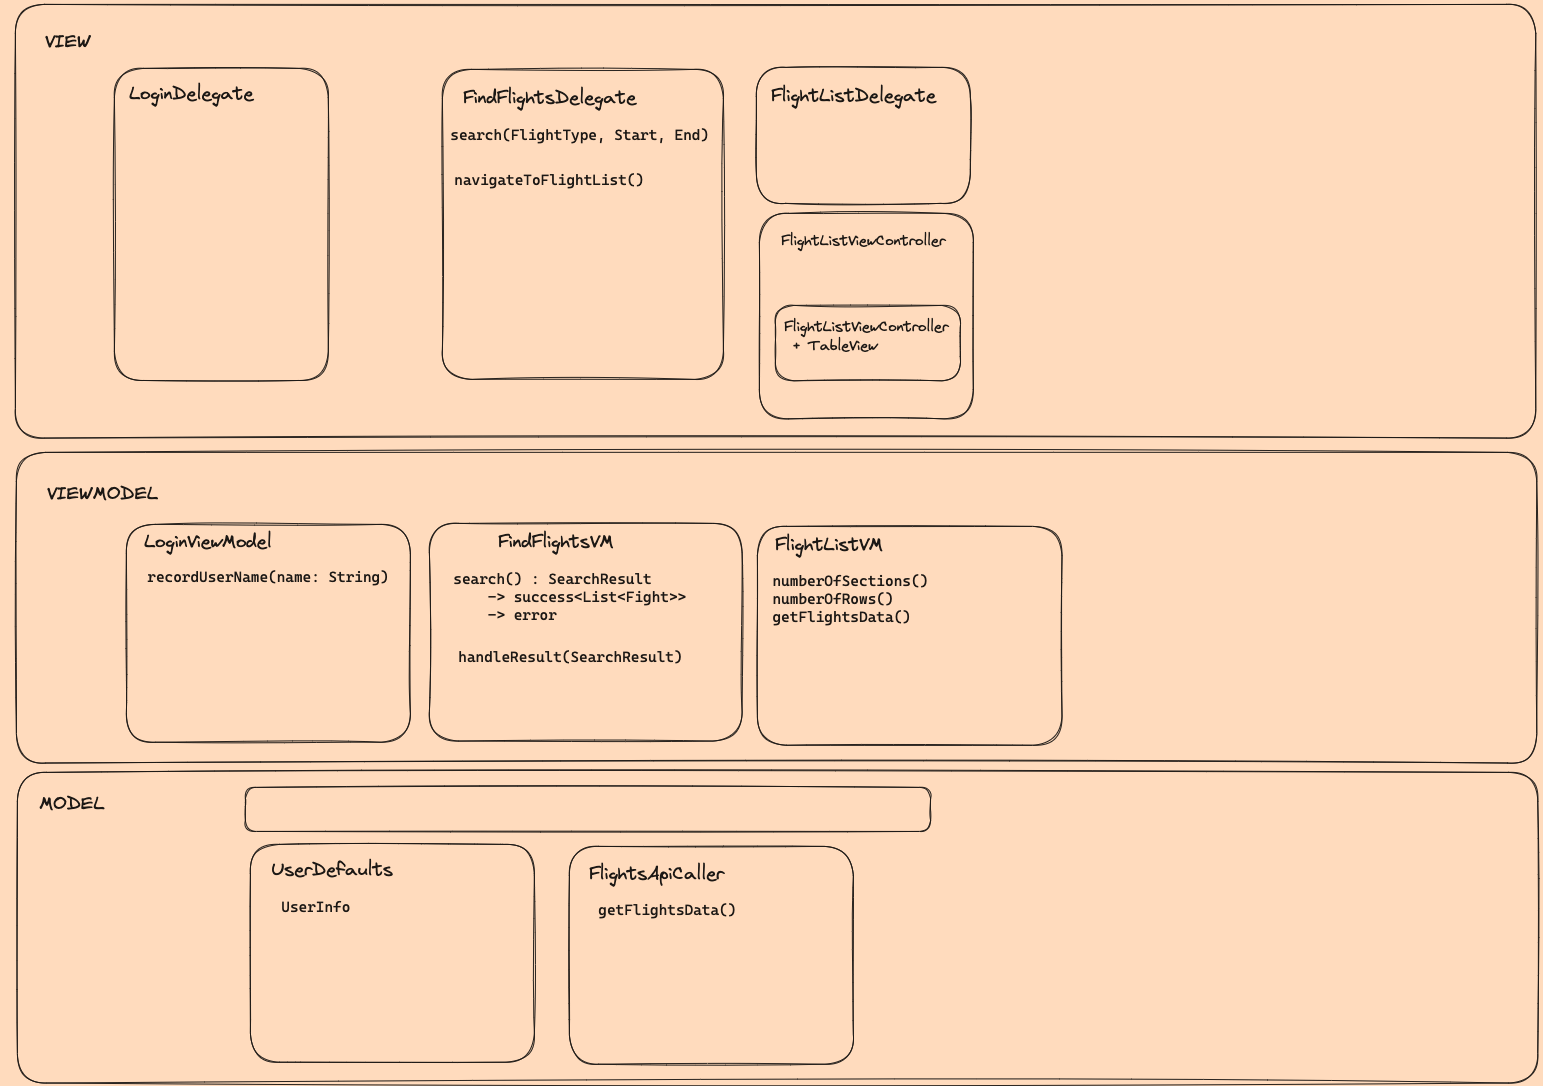 VIEW
LoginDelegate
FindFlightsDelegate
search(FlightType, Start, End)
navigateToFlightList()
FlightListDelegate
FlightListViewController
FlightListViewController
+ TableView
VIEWMODEL
LoginViewModel
recordUserName(name: String)
FindFlightsVM
search() : SearchResult
-> success<List<Fight>>
-> error
handleResult(SearchResult)
FlightListVM
numberOfSections()
numberOfRows()
getFlightsData()
MODEL
UserDefaults
UserInfo
FlightsApiCaller
getFlightsData()